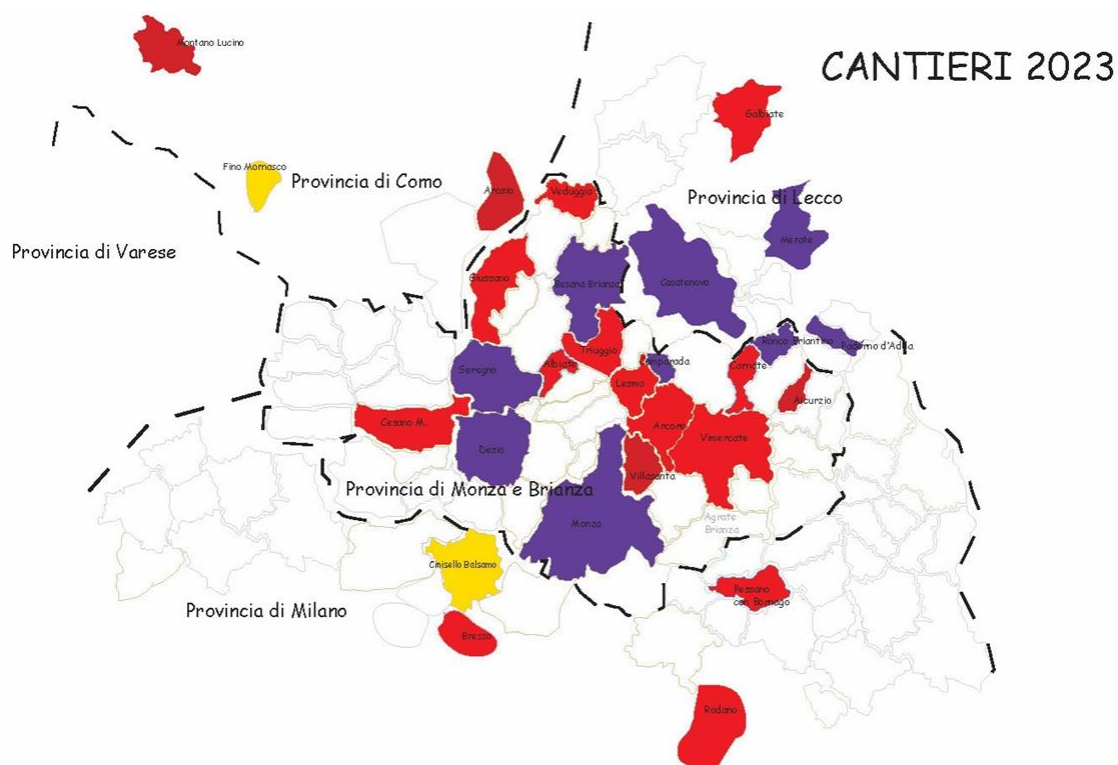 Montano Lucino
CANTIERI 2023
Galbiate
Fino Mornasco
Provincia di Como
Arosio
Veduggio
Provincia di Lecco
Merate
Provincia di Varese
Giussano
Besana Brianza
Casatenovo
Ronco Briantino
Paderno d'Adda
Triuggio
Albiate
Camparada
Carnate
Seregno
Lesmo
Aicurzio
Cesano M.
Arcore
Vimercate
Desio
Villasanta
Provincia di Monza e Brianza
Monza
Agrate
Brianza
Cinisello Balsamo
Pessano
con Bornago
Provincia di Milano
Bresso
Rodano